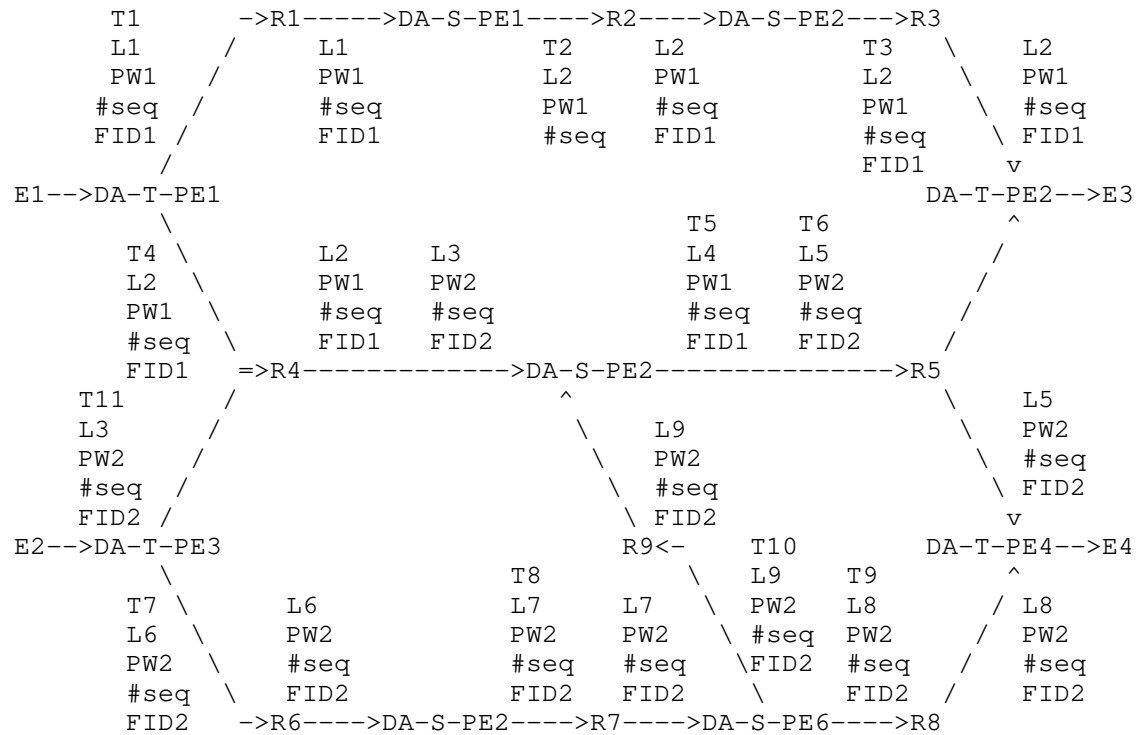 T1 ->R1----->DA-S-PE1---->R2---->DA-S-PE2--->R3
L1 / L1 T2 L2 T3 \ L2
PW1 / PW1 L2 PW1 L2 \ PW1
#seq / #seq PW1 #seq PW1 \ #seq
FID1 / FID1 #seq FID1 #seq \ FID1
/ FID1 v
E1-->DA-T-PE1 DA-T-PE2-->E3
\ T5 T6 ^
T4 \ L2 L3 L4 L5 /
L2 \ PW1 PW2 PW1 PW2 /
PW1 \ #seq #seq #seq #seq /
#seq \ FID1 FID2 FID1 FID2 /
FID1 =>R4------------->DA-S-PE2--------------->R5
T11 / ^ \ L5
L3 / \ L9 \ PW2
PW2 / \ PW2 \ #seq
#seq / \ #seq \ FID2
FID2 / \ FID2 v
E2-->DA-T-PE3 R9<- T10 DA-T-PE4-->E4
\ T8 \ L9 T9 ^
T7 \ L6 L7 L7 \ PW2 L8 / L8
L6 \ PW2 PW2 PW2 \ #seq PW2 / PW2
PW2 \ #seq #seq #seq \FID2 #seq / #seq
#seq \ FID2 FID2 FID2 \ FID2 / FID2
FID2 ->R6---->DA-S-PE2---->R7---->DA-S-PE6---->R8